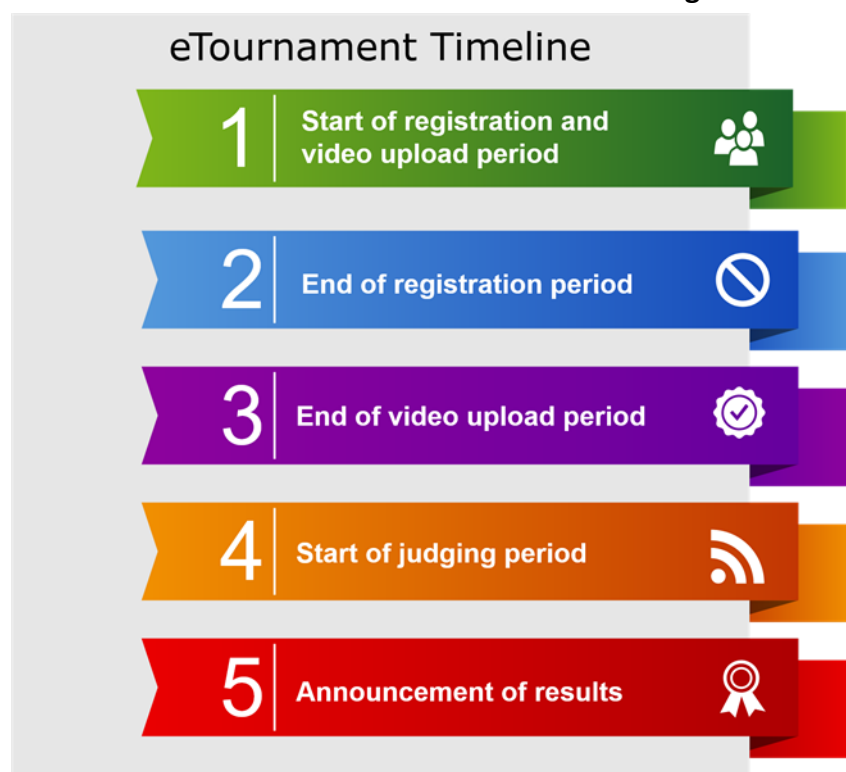 eTournament Timeline
1
Start of registration and
video upload period
2
End of registration period
3
End of video upload period
4
Start of judging period
5
Announcement of results